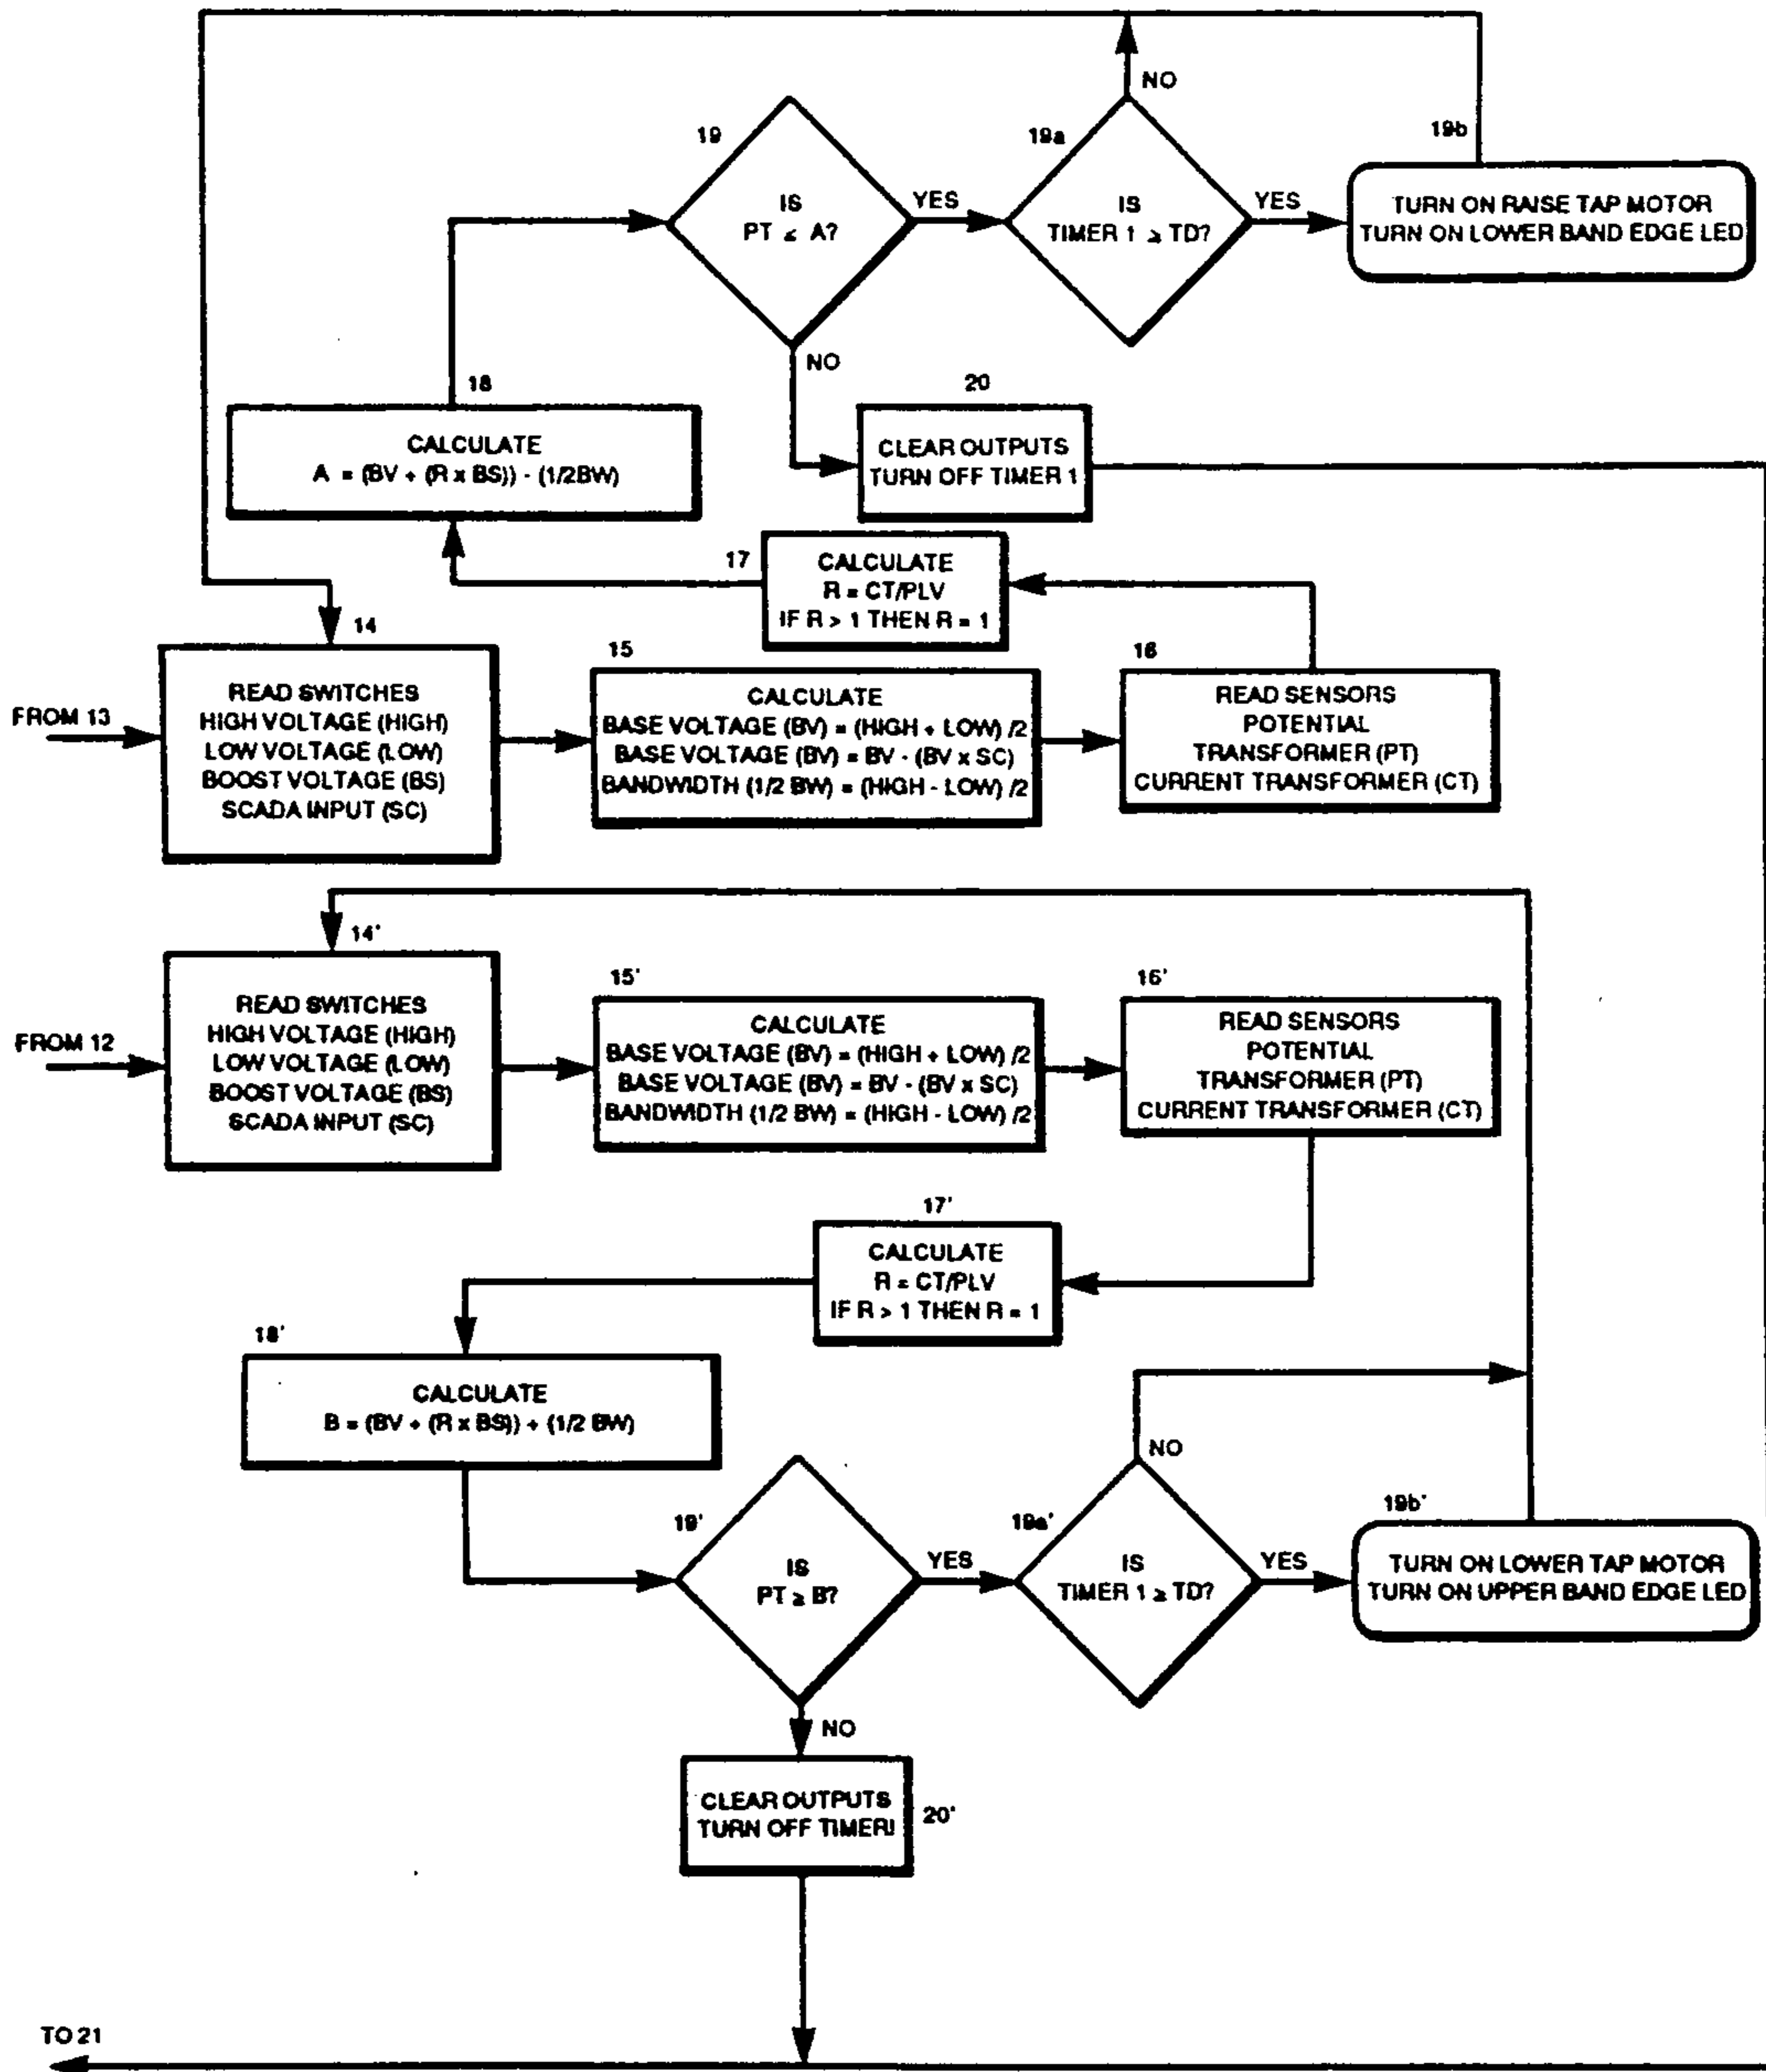 NO
19
19a
19b
IS
PT ≤ A?
YES
IS
TIMER 1 ≥ TD?
YES
TURN ON RAISE TAP MOTOR
TURN ON LOWER BAND EDGE LED
NO
18
20
CALCULATE
A = (BV + (R x BS)) - (1/2BW)
CLEAR OUTPUTS
TURN OFF TIMER 1
17
CALCULATE
R = CT/PLV
IF R > 1 THEN R = 1
14
15
16
FROM 13
READ SWITCHES
HIGH VOLTAGE (HIGH)
LOW VOLTAGE (LOW)
BOOST VOLTAGE (BS)
SCADA INPUT (SC)
CALCULATE
BASE VOLTAGE (BV) = (HIGH + LOW) /2
BASE VOLTAGE (BV) = BV - (BV x SC)
BANDWIDTH (1/2 BW) = (HIGH - LOW) /2
READ SENSORS
POTENTIAL
TRANSFORMER (PT)
CURRENT TRANSFORMER (CT)
14'
15'
16'
FROM 12
READ SWITCHES
HIGH VOLTAGE (HIGH)
LOW VOLTAGE (LOW)
BOOST VOLTAGE (BS)
SCADA INPUT (SC)
CALCULATE
BASE VOLTAGE (BV) = (HIGH + LOW) /2
BASE VOLTAGE (BV) = BV - (BV x SC)
BANDWIDTH (1/2 BW) = (HIGH - LOW) /2
READ SENSORS
POTENTIAL
TRANSFORMER (PT)
CURRENT TRANSFORMER (CT)
17'
CALCULATE
R = CT/PLV
IF R > 1 THEN R = 1
18'
CALCULATE
B = (BV + (R x BS)) + (1/2 BW)
NO
19'
19a'
19b'
IS
PT ≥ B?
YES
IS
TIMER 1 ≥ TD?
YES
TURN ON LOWER TAP MOTOR
TURN ON UPPER BAND EDGE LED
NO
CLEAR OUTPUTS
TURN OFF TIMER1
20'
TO 21